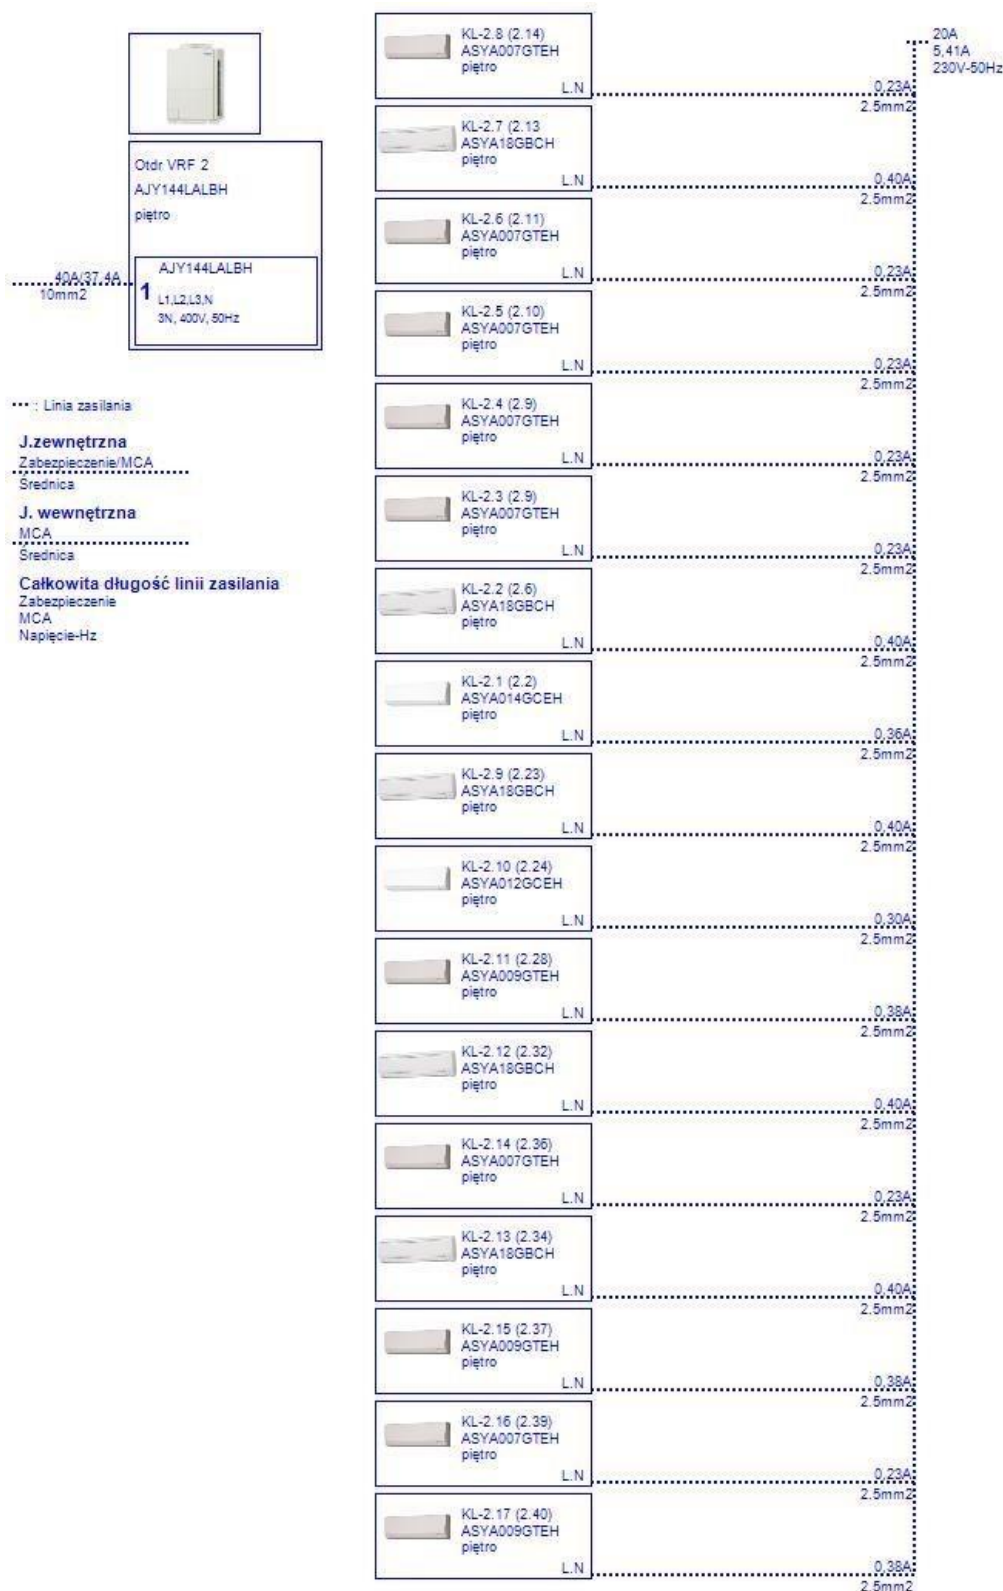 Otdr VRF 2
AJY144LALBH
piętro
AJY144LALBH
1
L1,L2,L3,N
3N, 400V, 50Hz
40A/37.4A
10mm2
: Linia zasilania
J.zewnętrzna
Zabezpieczenie/MCA
Średnica
J. wewnętrzna
MCA
Średnica
Całkowita długość linii zasilania
Zabezpieczenie
MCA
Napięcie-Hz
KL-2.8 (2.14)
ASYA007GTEH
piętro
L.N
0,23A
2.5mm2
KL-2.7 (2.13
ASYA18GBCH
piętro
L.N
0,40A
2.5mm2
KL-2.6 (2.11)
ASYA007GTEH
piętro
L.N
0,23A
2.5mm2
KL-2.5 (2.10)
ASYA007GTEH
piętro
L.N
0,23A
2.5mm2
KL-2.4 (2.9)
ASYA007GTEH
piętro
L.N
0,23A
2.5mm2
KL-2.3 (2.9)
ASYA007GTEH
piętro
L.N
0,23A
2.5mm2
KL-2.2 (2.6)
ASYA18GBCH
piętro
L.N
0,40A
2.5mm2
KL-2.1 (2.2)
ASYA014GCEH
piętro
L.N
0,36A
2.5mm2
KL-2.9 (2.23)
ASYA18GBCH
piętro
L.N
0,40A
2.5mm2
KL-2.10 (2.24)
ASYA012GCEH
piętro
L.N
0,30A
2.5mm2
KL-2.11 (2.28)
ASYA009GTEH
piętro
L.N
0,38A
2.5mm2
KL-2.12 (2.32)
ASYA18GBCH
piętro
L.N
0,40A
2.5mm2
KL-2.14 (2.36)
ASYA007GTEH
piętro
L.N
0,23A
2.5mm2
KL-2.13 (2.34)
ASYA18GBCH
piętro
L.N
0,40A
2.5mm2
KL-2.15 (2.37)
ASYA009GTEH
piętro
L.N
0,38A
2.5mm2
KL-2.16 (2.39)
ASYA007GTEH
piętro
L.N
0,23A
2.5mm2
KL-2.17 (2.40)
ASYA009GTEH
piętro
L.N
0,38A
2.5mm2
20A
5,41A
230V-50Hz